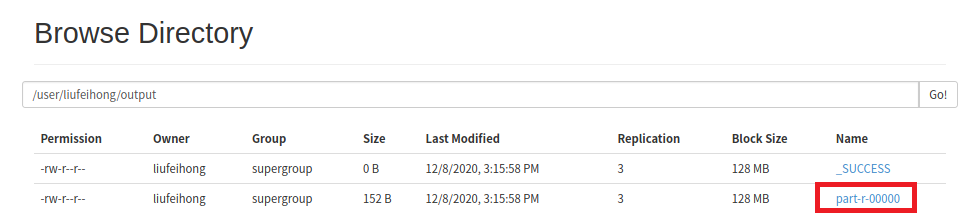 Browse Directory
/user/liufeihong/output Go!
Permission Owner Group Size Last Modified Replication Block Size Name
-rw-r--r-- liufeihong supergroup 0 B 12/8/2020, 3:15:58 PM 3 128 MB _SUCCESS
-rw-r--r-- liufeihong supergroup 152 B 12/8/2020, 3:15:58 PM 3 128 MB part-r-00000